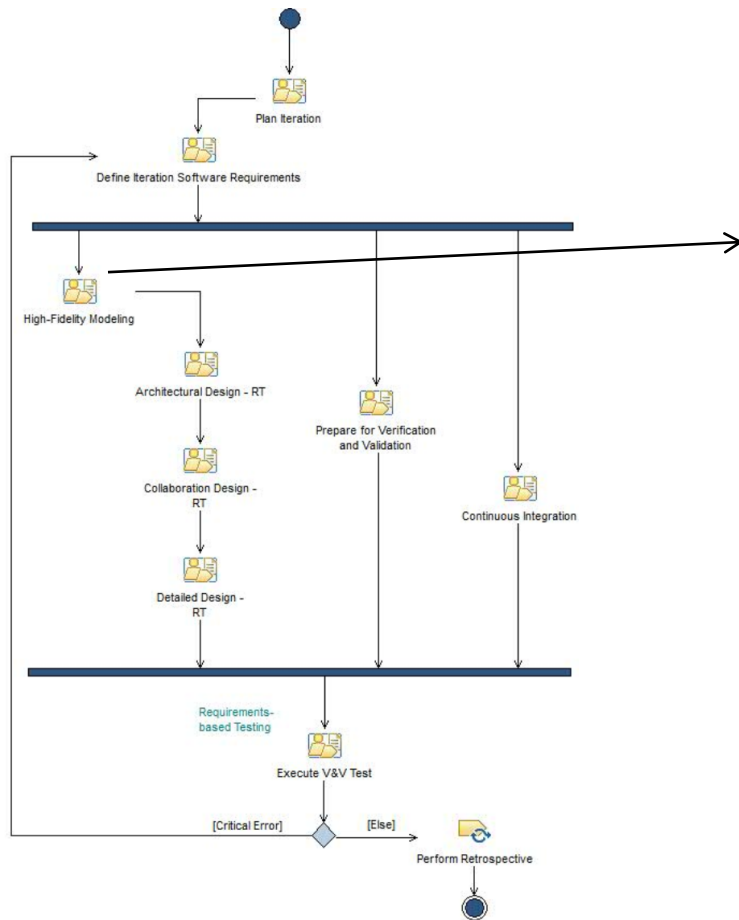 Plan Iteration
Define Iteration Software Requirements
High-Fidelity Modeling
Architectural Design - RT
Prepare for Verification
and Validation
Collaboration Design -
RT
Continuous Integration
Detailed Design -
RT
Requirements-
based Testing
Execute V&V Test
[Critical Error]
[Else]
Perform Retrospective